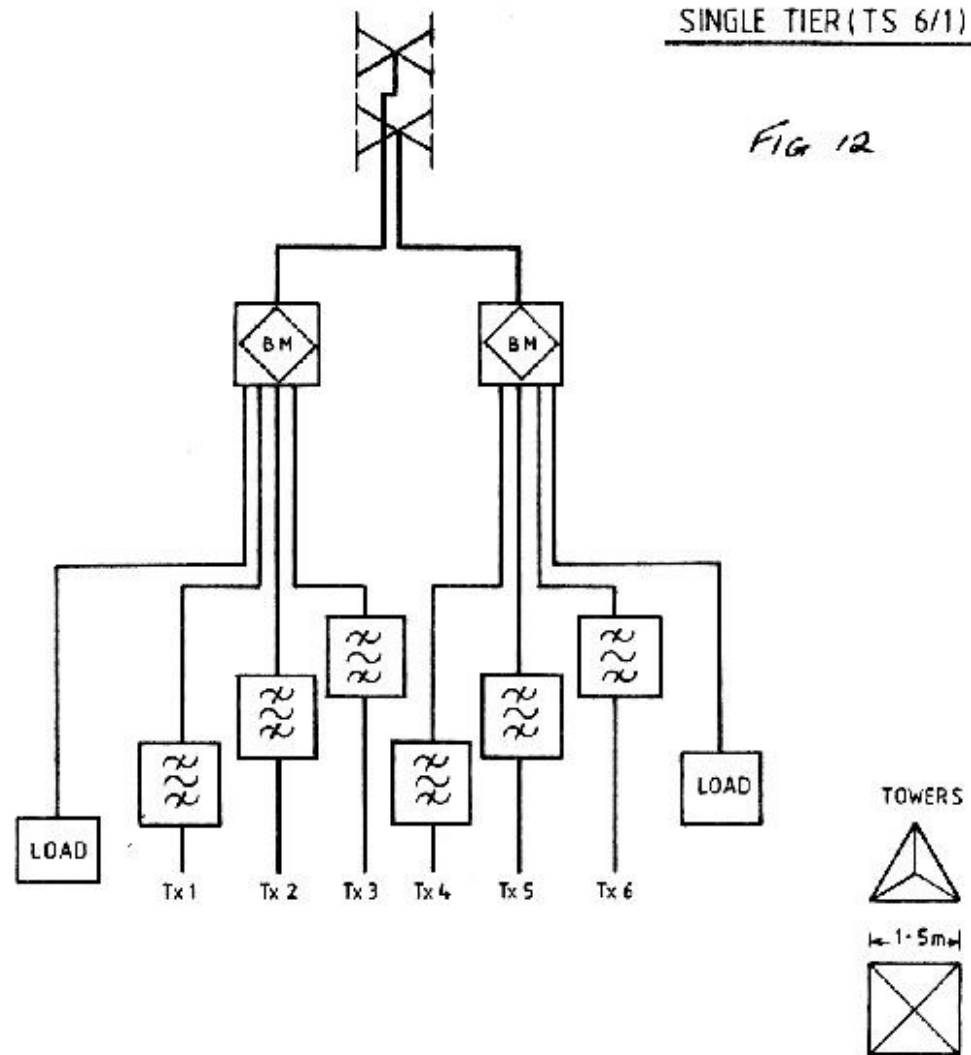 SINGLE TIER (TS 6/1)
FIG 12
BM
BM
LOAD
LOAD
Tx 1
Tx 2
Tx 3
Tx 4
Tx 5
Tx 6
TOWERS
1·5m